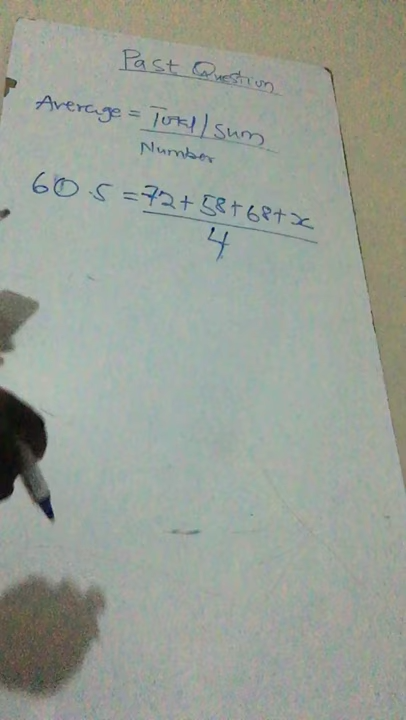 Past Question
Average = Total/Sum
Number
60.5 = 72+58+68+x
4